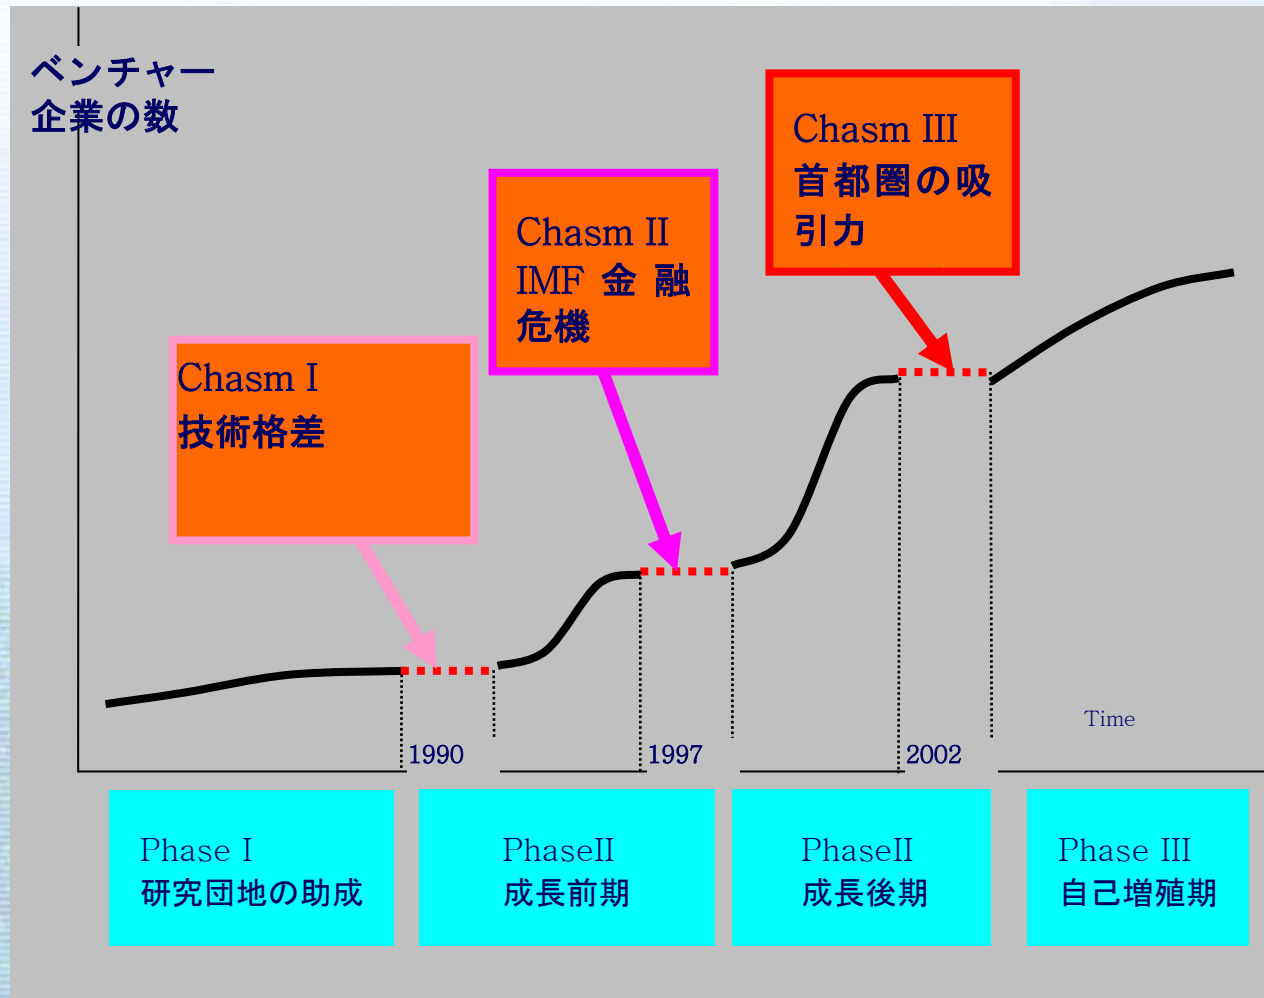 ベンチャー
企業の数
Chasm III
首都圏の吸
引力
Chasm II
IMF 金 融
危機
Chasm I
技術格差
Time
1990
1997
2002
Phase I
研究団地の助成
PhaseII
成長前期
PhaseII
成長後期
Phase III
自己増殖期